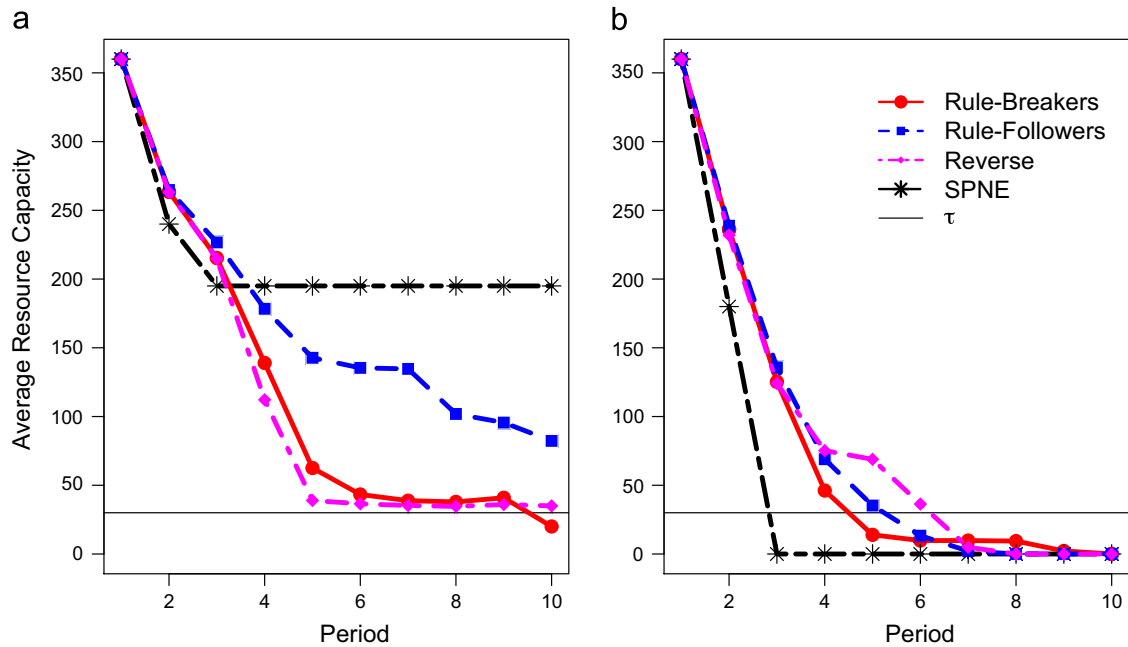 a
b
Average Resource Capacity
350
300
250
200
150
100
50
0
2
4
6
8
10
Period
350
300
250
200
150
100
50
0
2
4
6
8
10
Period
Rule-Breakers
Rule-Followers
Reverse
SPNE
τ